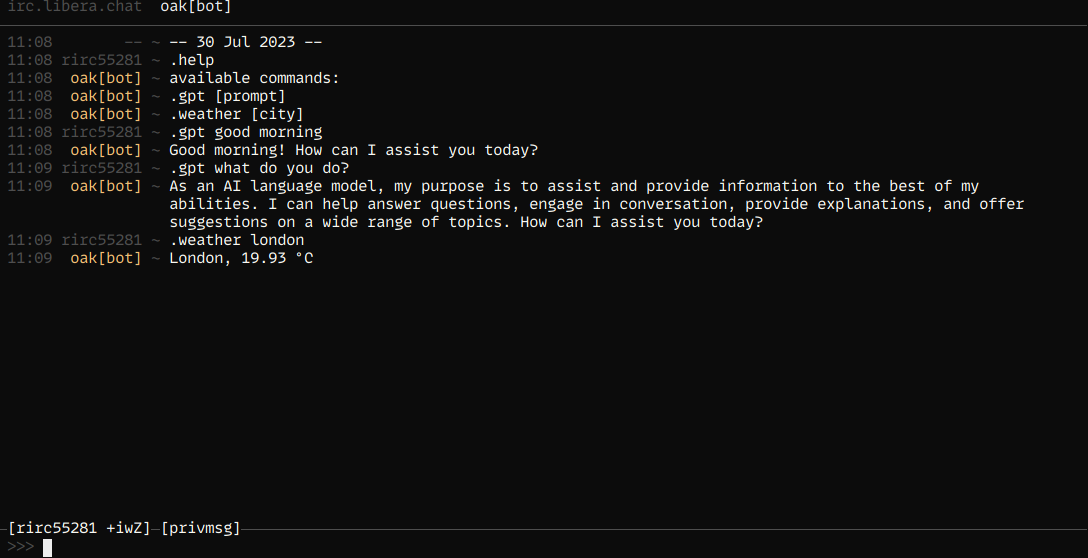 irc.libera.chat oak[bot]
11:08 -- ~ -- 30 Jul 2023 --
11:08 rirc55281 ~ .help
11:08 oak[bot] ~ available commands:
11:08 oak[bot] ~ .gpt [prompt]
11:08 oak[bot] ~ .weather [city]
11:08 rirc55281 ~ .gpt good morning
11:08 oak[bot] ~ Good morning! How can I assist you today?
11:09 rirc55281 ~ .gpt what do you do?
11:09 oak[bot] ~ As an AI language model, my purpose is to assist and provide information to the best of my
abilities. I can help answer questions, engage in conversation, provide explanations, and offer
suggestions on a wide range of topics. How can I assist you today?
11:09 rirc55281 ~ .weather london
11:09 oak[bot] ~ London, 19.93 °C
[rirc55281 +iwZ] [privmsg]
>>>